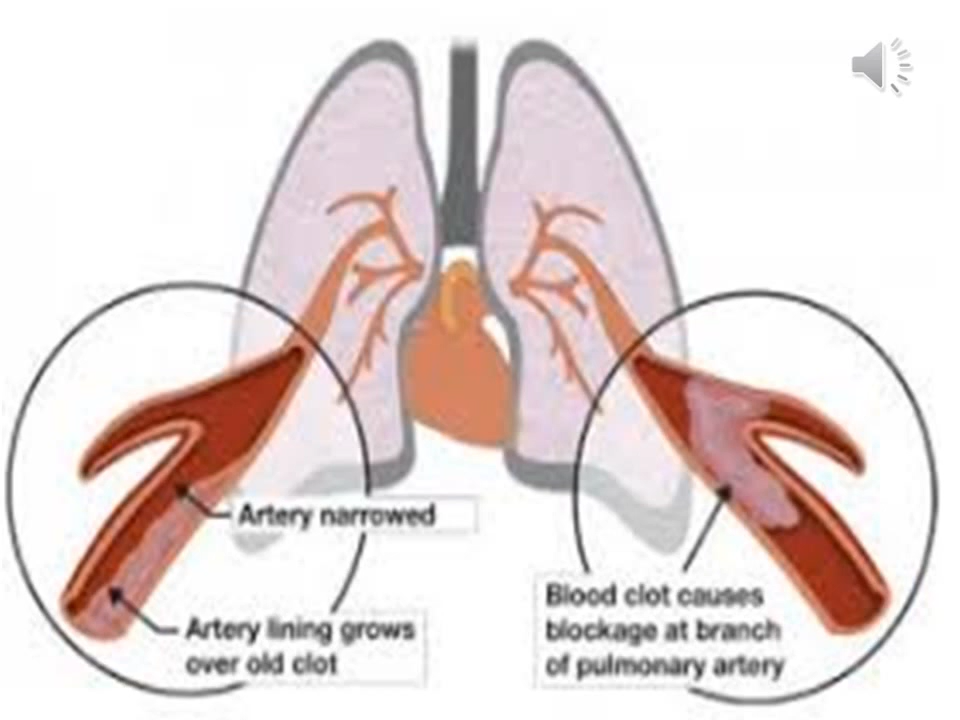 Artery narrowed
Artery lining grows
over old clot
Blood clot causes
blockage at branch
of pulmonary artery